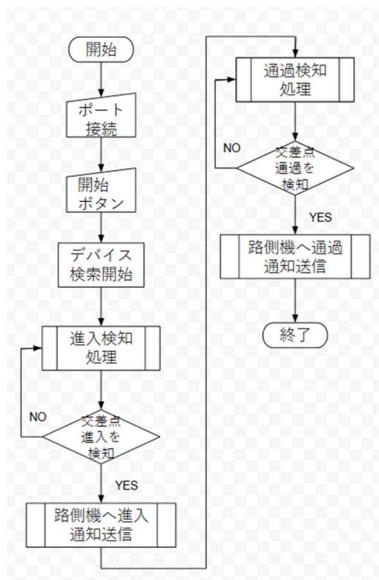 開始
ポート
接続
開始
ボタン
デバイス
検索開始
進入検知
処理
NO
交差点
進入を
検知
YES
路側機へ進入
通知送信
通過検知
処理
NO
交差点
通過を
検知
YES
路側機へ通過
通知送信
終了